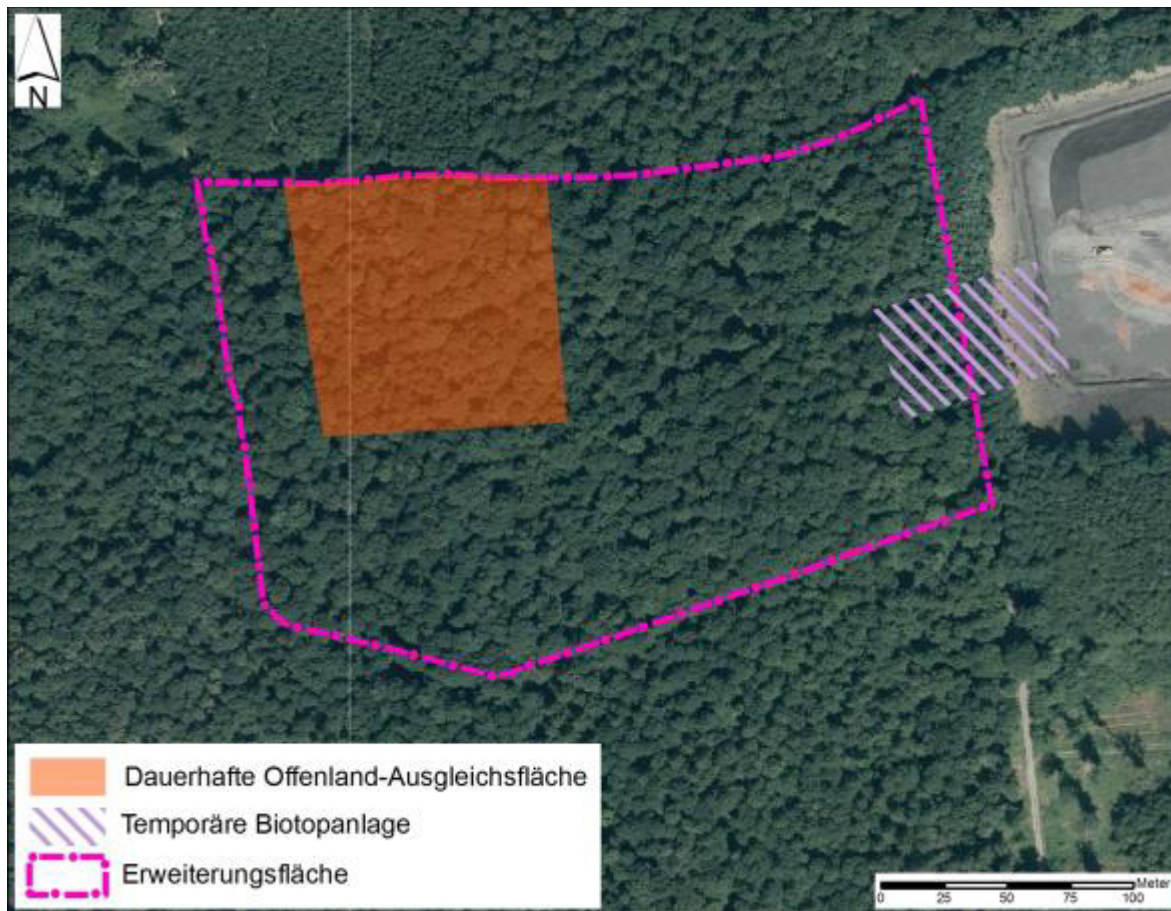 N
Dauerhafte Offenland-Ausgleichsfläche
Temporäre Biotopanlage
Erweiterungsfläche
Meter
0 25 50 75 100